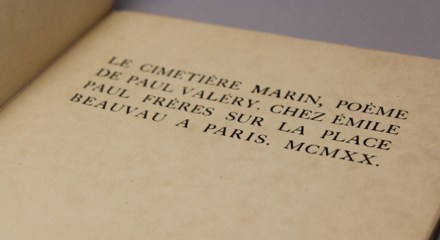 LE CIMETIÈRE MARIN, POÈME
DE PAUL VALÉRY. CHEZ ÉMILE
PAUL FRÈRES SUR LA PLACE
BEAUVAU A PARIS. MCMXX.